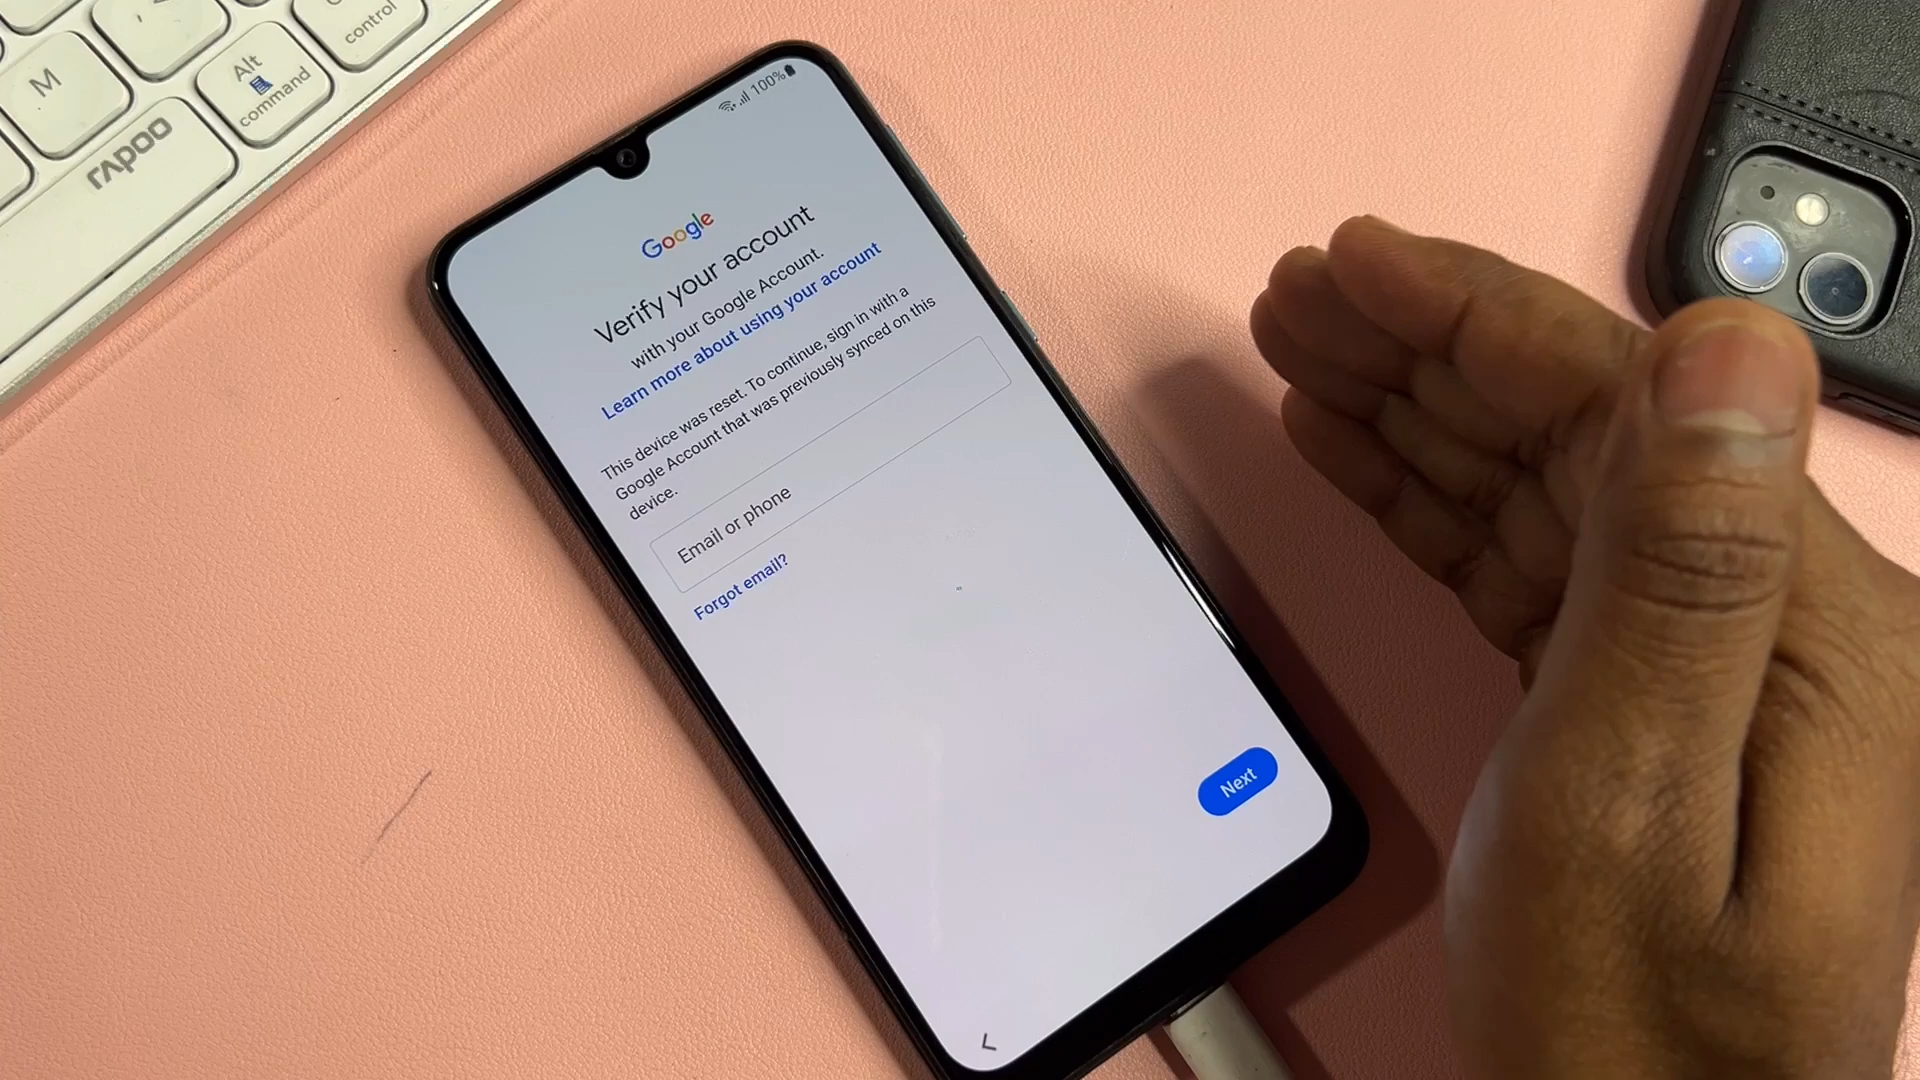 M
Alt
command
control
rapoo
100%
Google
Verify your account
with your Google Account.
Learn more about using your account
This device was reset. To continue, sign in with a
Google Account that was previously synced on this
device.
Email or phone
Forgot email?
Next